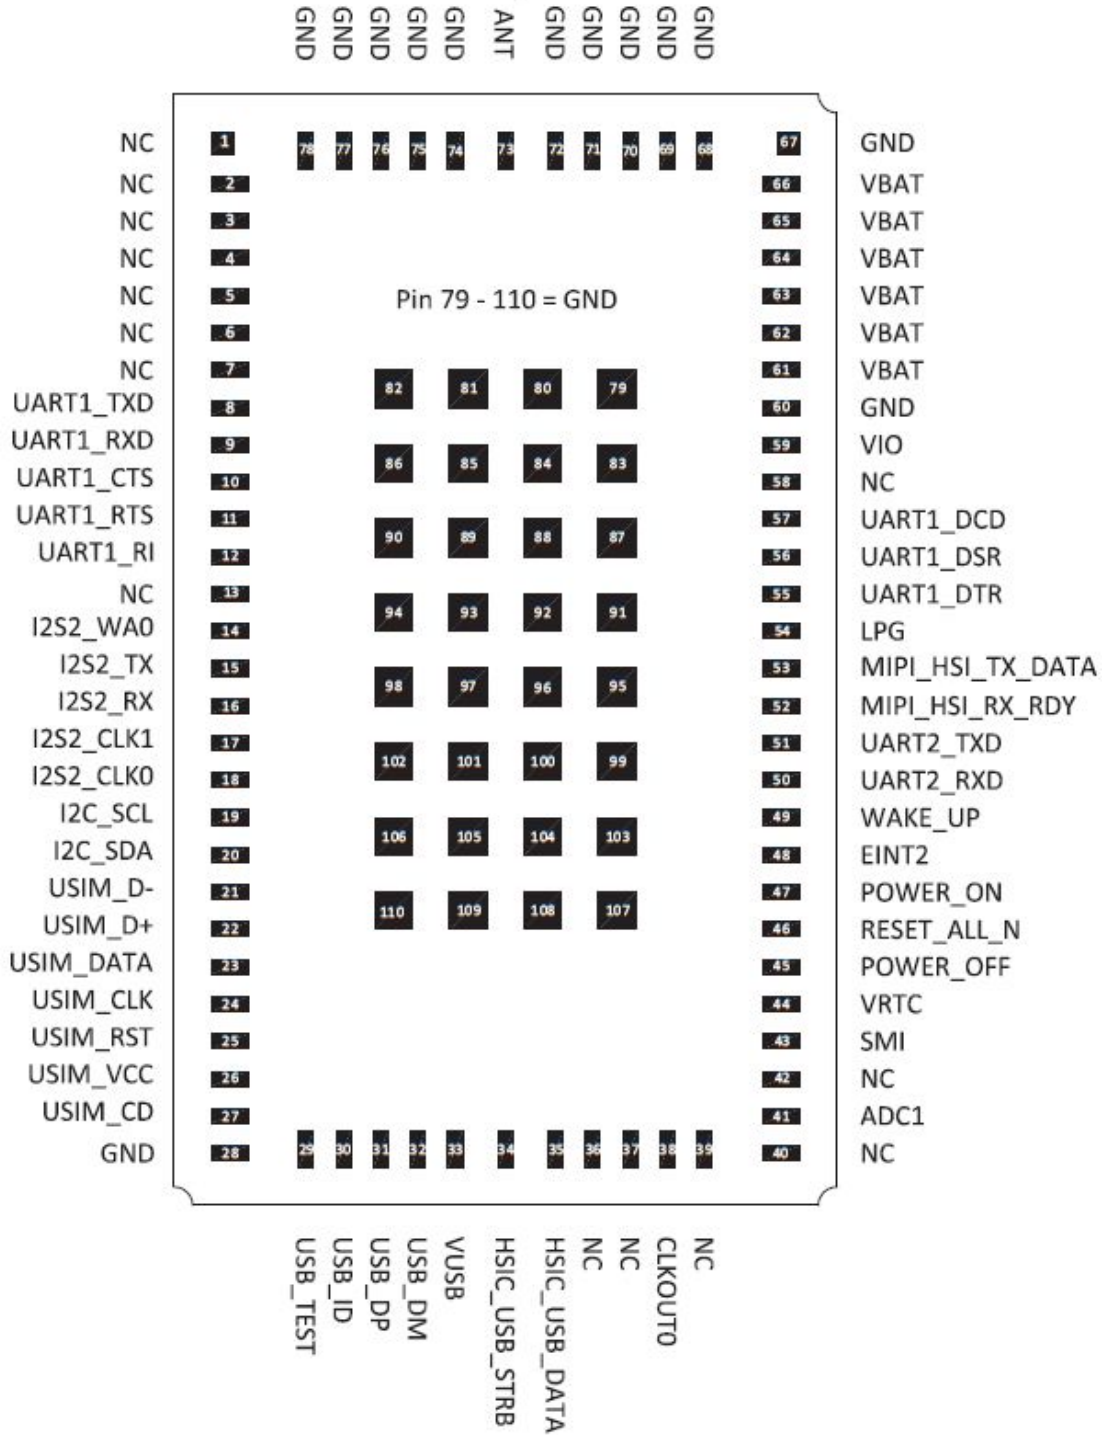 GND GND GND GND GND ANT GND GND GND GND GND
78 77 76 75 74 73 72 71 70 69 68
NC 1 67 GND
NC 2 66 VBAT
NC 3 65 VBAT
NC 4 64 VBAT
NC 5 63 VBAT
Pin 79 - 110 = GND
NC 6 62 VBAT
NC 7 61 VBAT
82 81 80 79
UART1_TXD 8 60 GND
UART1_RXD 9 59 VIO
86 85 84 83
UART1_CTS 10 58 NC
UART1_RTS 11 57 UART1_DCD
90 89 88 87
UART1_RI 12 56 UART1_DSR
NC 13 55 UART1_DTR
94 93 92 91
I2S2_WA0 14 54 LPG
I2S2_TX 15 53 MIPI_HSI_TX_DATA
98 97 96 95
I2S2_RX 16 52 MIPI_HSI_RX_RDY
I2S2_CLK1 17 51 UART2_TXD
102 101 100 99
I2S2_CLK0 18 50 UART2_RXD
I2C_SCL 19 49 WAKE_UP
106 105 104 103
I2C_SDA 20 48 EINT2
USIM_D- 21 47 POWER_ON
110 109 108 107
USIM_D+ 22 46 RESET_ALL_N
USIM_DATA 23 45 POWER_OFF
USIM_CLK 24 44 VRTC
USIM_RST 25 43 SMI
USIM_VCC 26 42 NC
USIM_CD 27 41 ADC1
GND 28 40 NC
29 30 31 32 33 34 35 36 37 38 39
USB_TEST
USB_ID
USB_DP
USB_DM
VUSB
HSIC_USB_STRB
HSIC_USB_DATA
NC
NC
CLKOUT0
NC